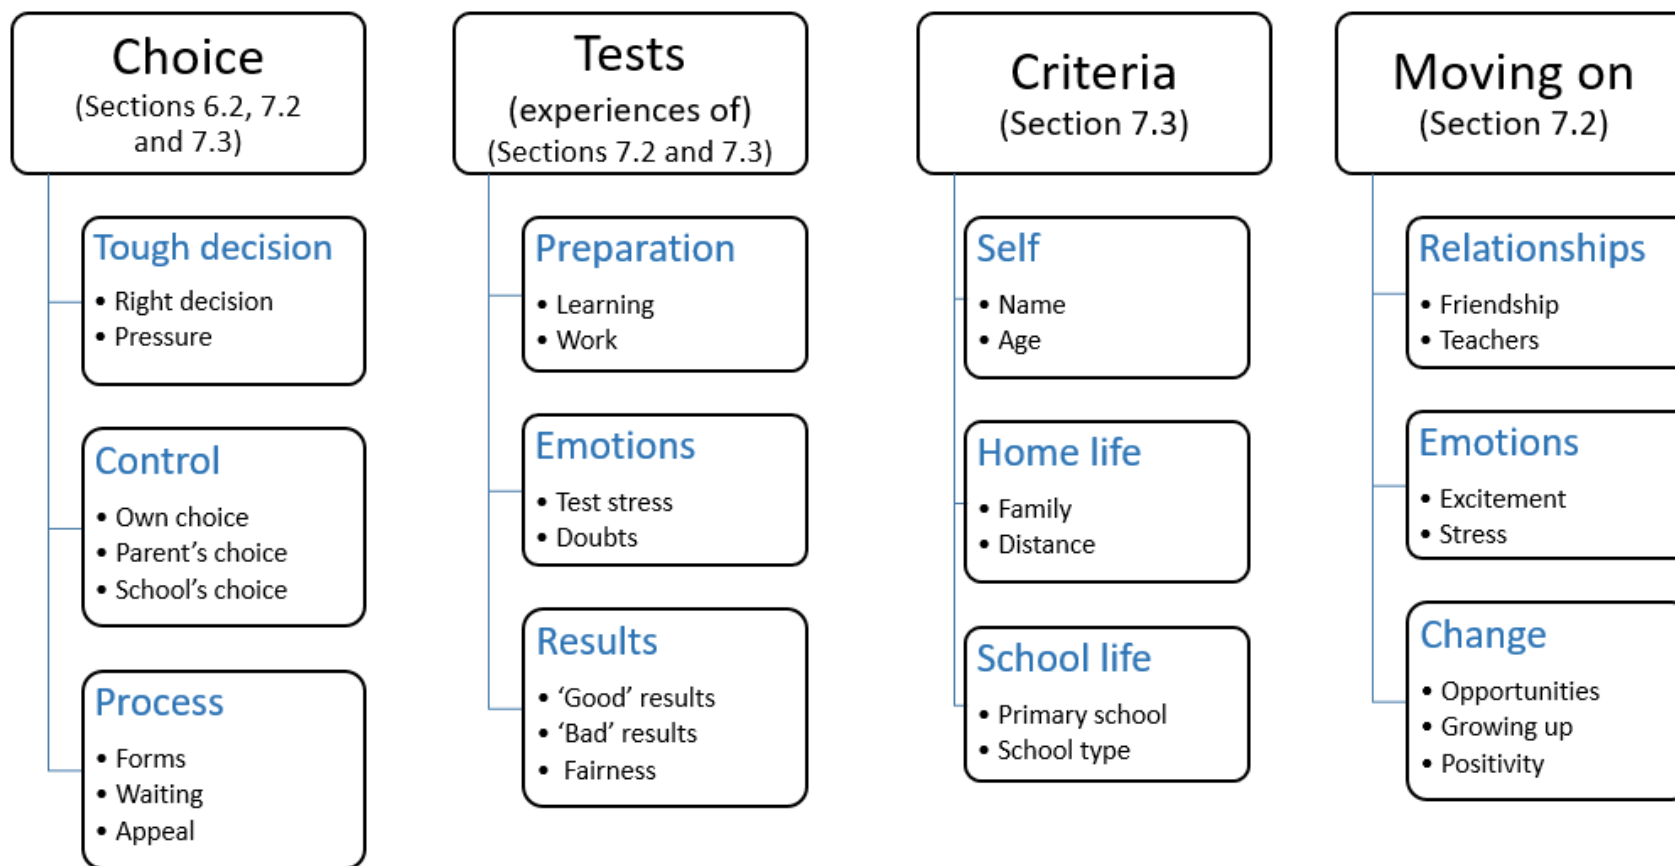 Choice
(Sections 6.2, 7.2
and 7.3)
Tough decision
• Right decision
• Pressure
Control
• Own choice
• Parent’s choice
• School’s choice
Process
• Forms
• Waiting
• Appeal
Tests
(experiences of)
(Sections 7.2 and 7.3)
Preparation
• Learning
• Work
Emotions
• Test stress
• Doubts
Results
• ‘Good’ results
• ‘Bad’ results
• Fairness
Criteria
(Section 7.3)
Self
• Name
• Age
Home life
• Family
• Distance
School life
• Primary school
• School type
Moving on
(Section 7.2)
Relationships
• Friendship
• Teachers
Emotions
• Excitement
• Stress
Change
• Opportunities
• Growing up
• Positivity